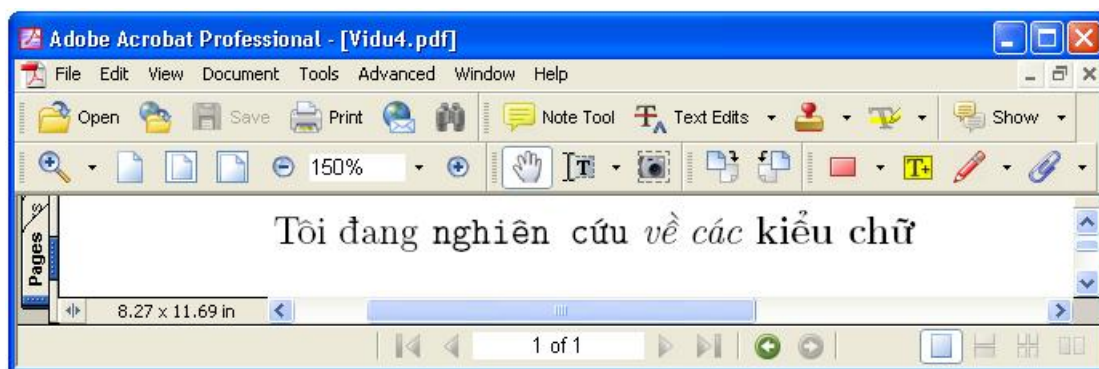 Adobe Acrobat Professional - [Vidu4.pdf]
File Edit View Document Tools Advanced Window Help
Open Save Print Note Tool Text Edits Show
150%
Tôi đang nghiên cứu về các kiểu chữ
Pages
8.27 x 11.69 in
1 of 1